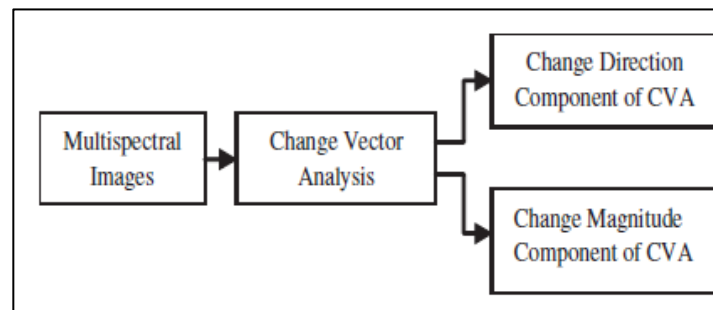 Multispectral
Images
Change Vector
Analysis
Change Direction
Component of CVA
Change Magnitude
Component of CVA